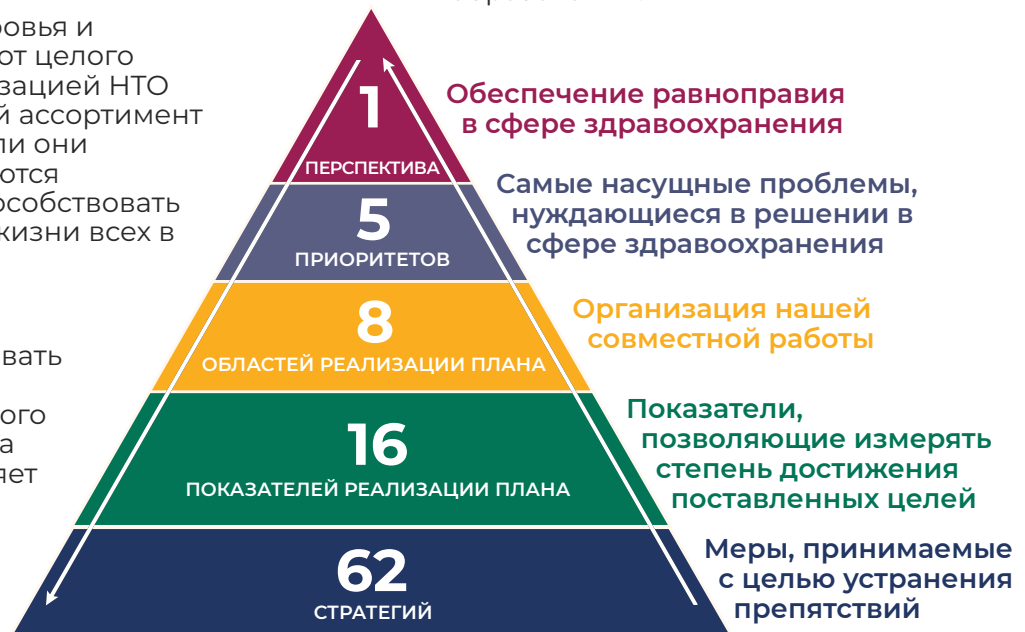 ровья и
от целого
зацией НТО
й ассортимент
ли они
ются
особствовать
жизни всех в
вать
ого
а
яет
1
ПЕРСПЕКТИВА
Обеспечение равноправия
в сфере здравоохранения
5
ПРИОРИТЕТОВ
Самые насущные проблемы,
нуждающиеся в решении в
сфере здравоохранения
8
ОБЛАСТЕЙ РЕАЛИЗАЦИИ ПЛАНА
Организация нашей
совместной работы
16
ПОКАЗАТЕЛЕЙ РЕАЛИЗАЦИИ ПЛАНА
Показатели,
позволяющие измерять
степень достижения
поставленных целей
62
СТРАТЕГИЙ
Меры, принимаемые
с целью устранения
препятствий